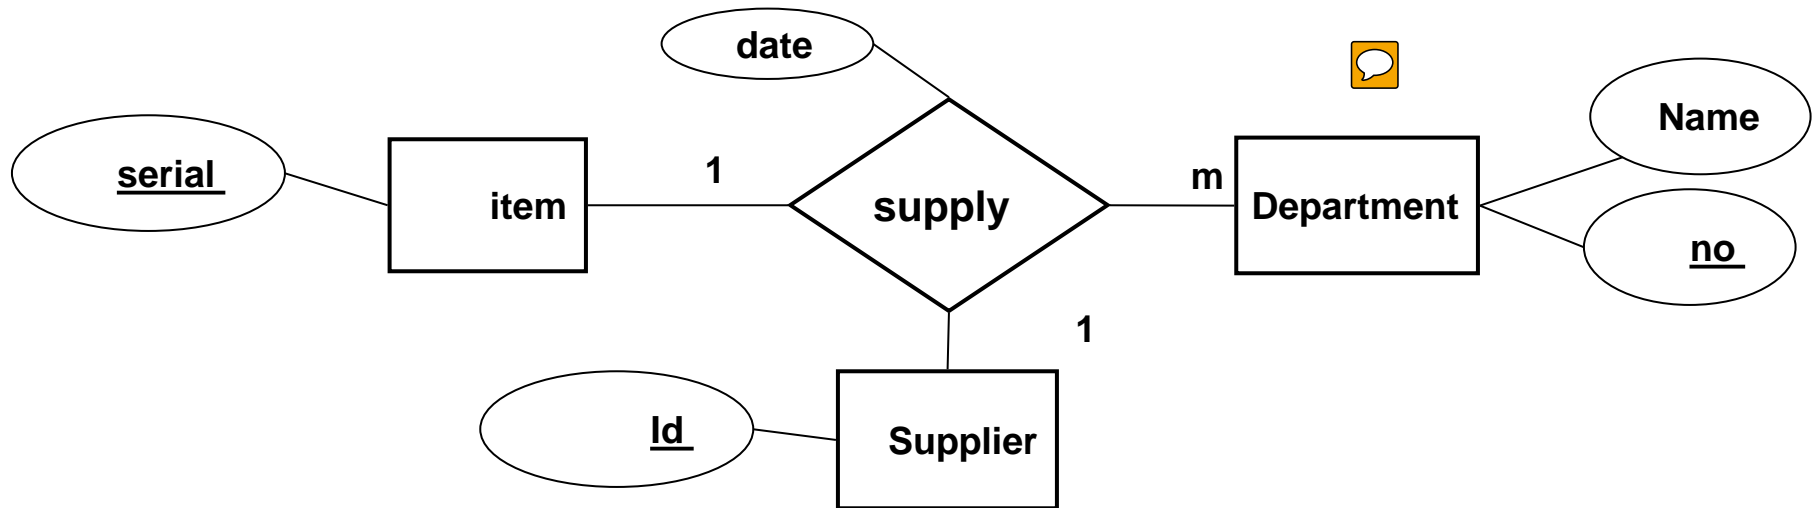 date
Name
serial
item
1
supply
m
Department
no
1
Id
Supplier